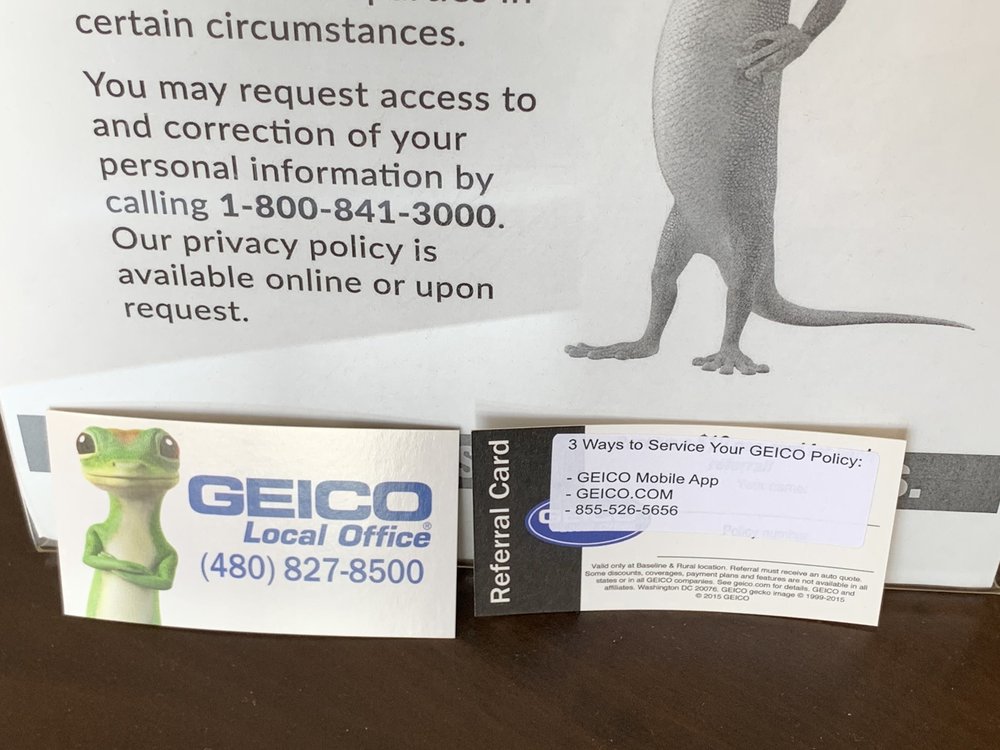 certain circumstances.
You may request access to
and correction of your
personal information by
calling 1-800-841-3000.
Our privacy policy is
available online or upon
request.
GEICO®
Local Office
(480) 827-8500
Referral Card
3 Ways to Service Your GEICO Policy:
- GEICO Mobile App
- GEICO.COM
- 855-526-5656
Valid only at Baseline & Rural location. Referral must receive an auto quote.
Some discounts, coverages, payment plans and features are not available in all
states or in all GEICO companies. See geico.com for details. GEICO and
affiliates. Washington DC 20076. GEICO gecko image © 1999-2015
© 2015 GEICO